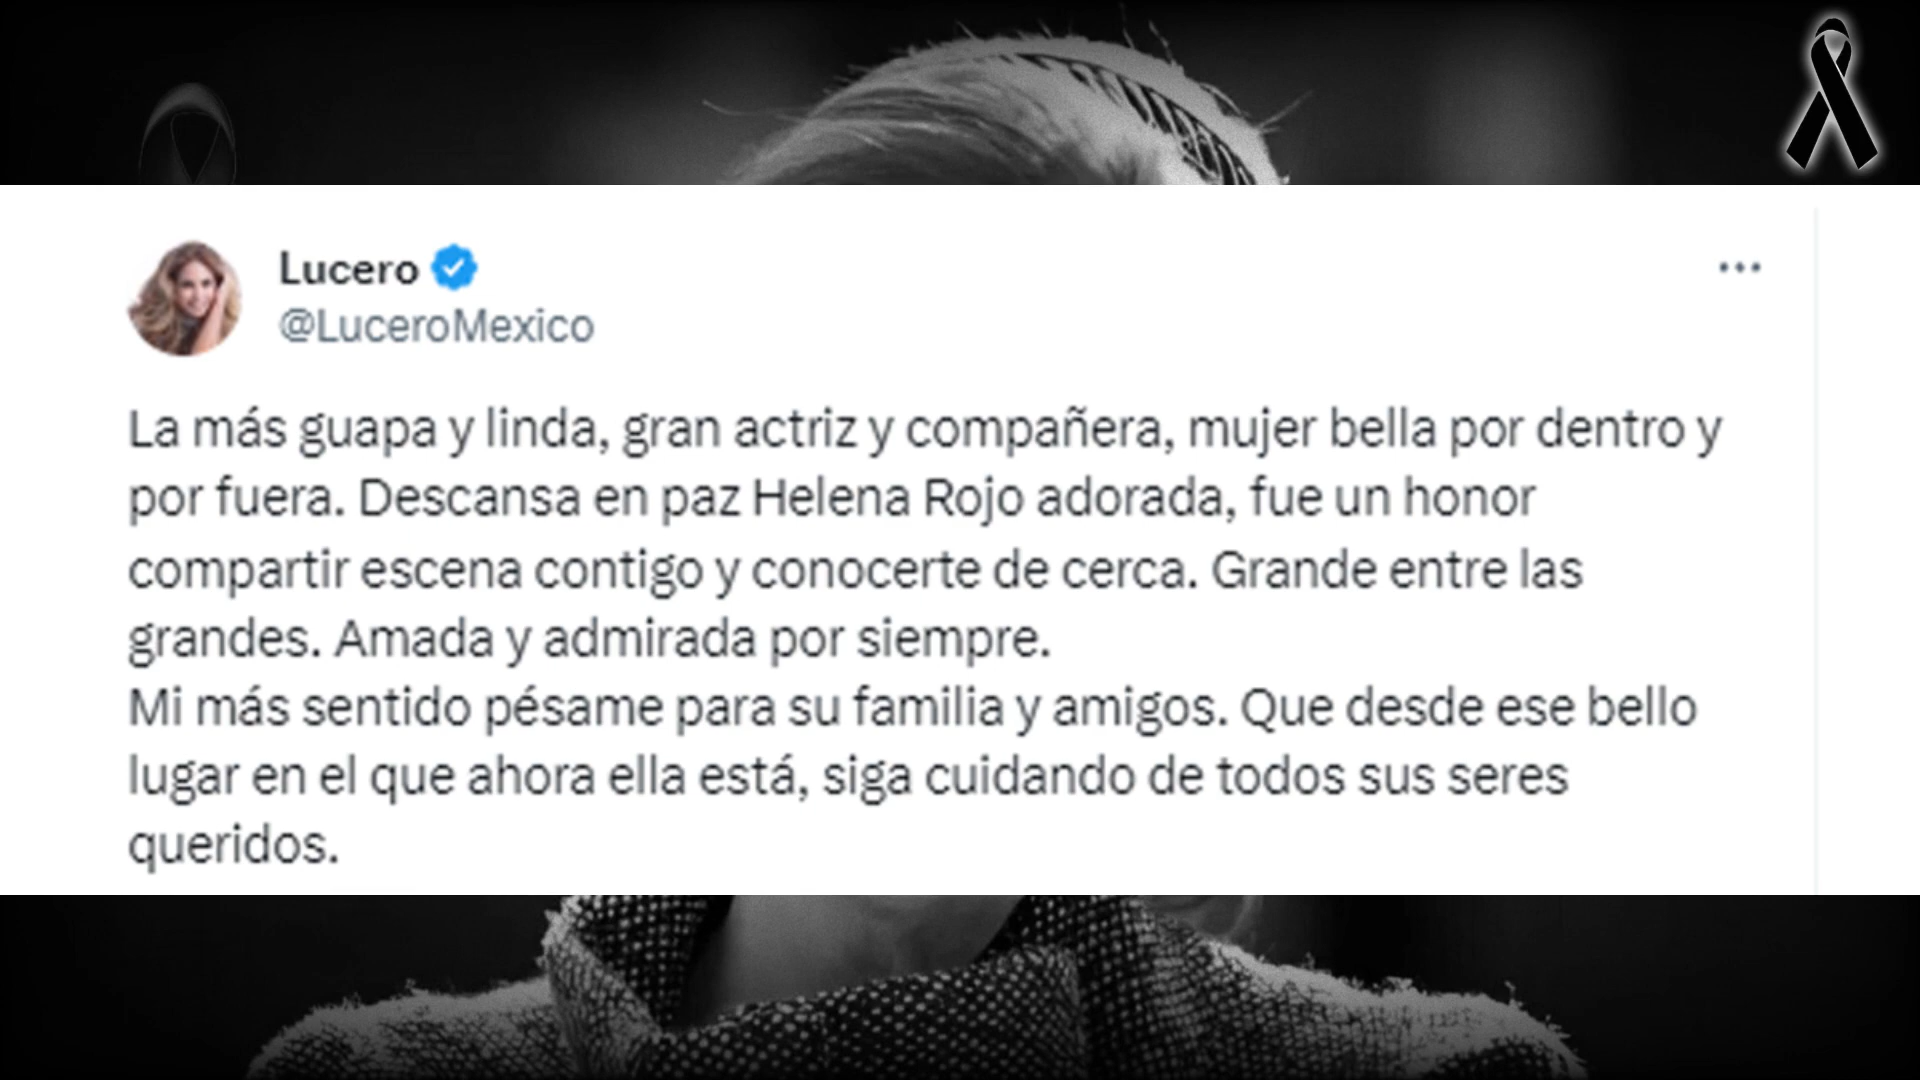 Lucero
@LuceroMexico
La más guapa y linda, gran actriz y compañera, mujer bella por dentro y
por fuera. Descansa en paz Helena Rojo adorada, fue un honor
compartir escena contigo y conocerte de cerca. Grande entre las
grandes. Amada y admirada por siempre.
Mi más sentido pésame para su familia y amigos. Que desde ese bello
lugar en el que ahora ella está, siga cuidando de todos sus seres
queridos.